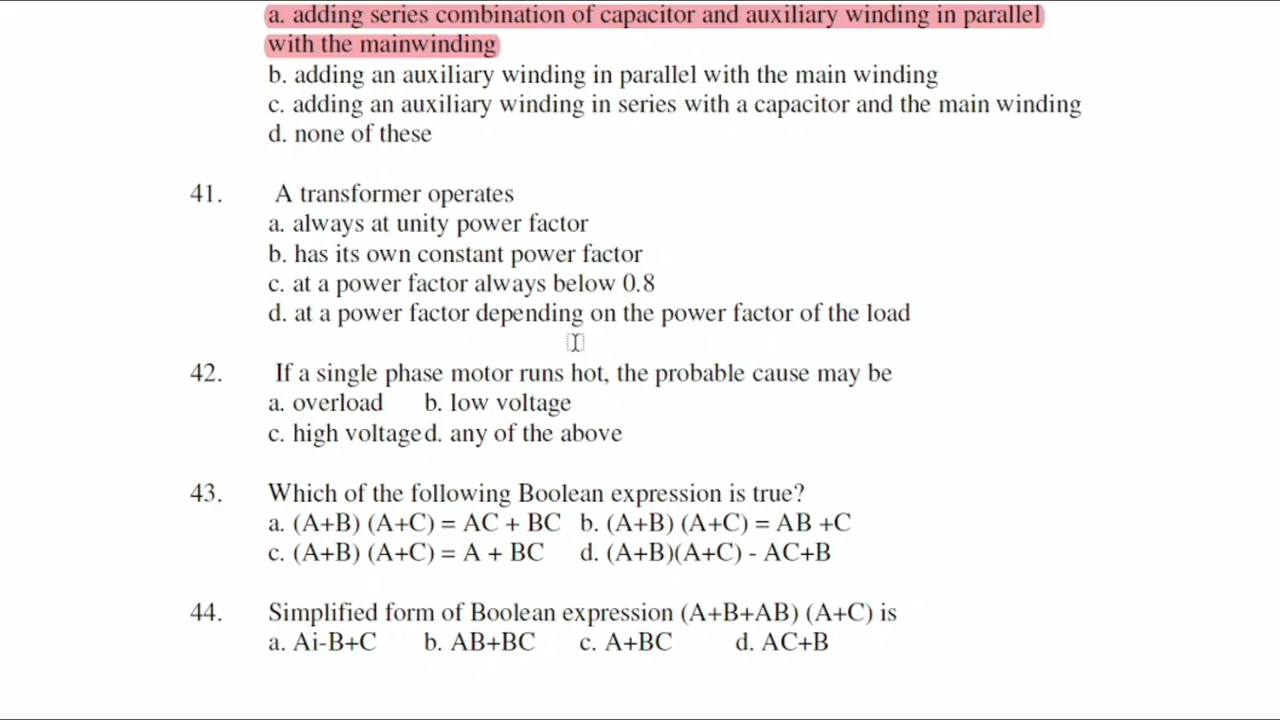 a. adding series combination of capacitor and auxiliary winding in parallel
with the mainwinding
b. adding an auxiliary winding in parallel with the main winding
c. adding an auxiliary winding in series with a capacitor and the main winding
d. none of these
41. A transformer operates
a. always at unity power factor
b. has its own constant power factor
c. at a power factor always below 0.8
d. at a power factor depending on the power factor of the load
42. If a single phase motor runs hot, the probable cause may be
a. overload b. low voltage
c. high voltaged. any of the above
43. Which of the following Boolean expression is true?
a. (A+B) (A+C) = AC + BC b. (A+B) (A+C) = AB +C
c. (A+B) (A+C) = A + BC d. (A+B)(A+C) - AC+B
44. Simplified form of Boolean expression (A+B+AB) (A+C) is
a. Ai-B+C b. AB+BC c. A+BC d. AC+B